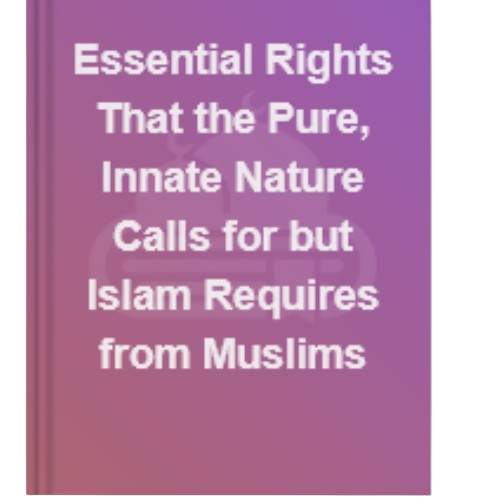 Essential Rights
That the Pure,
Innate Nature
Calls for but
Islam Requires
from Muslims